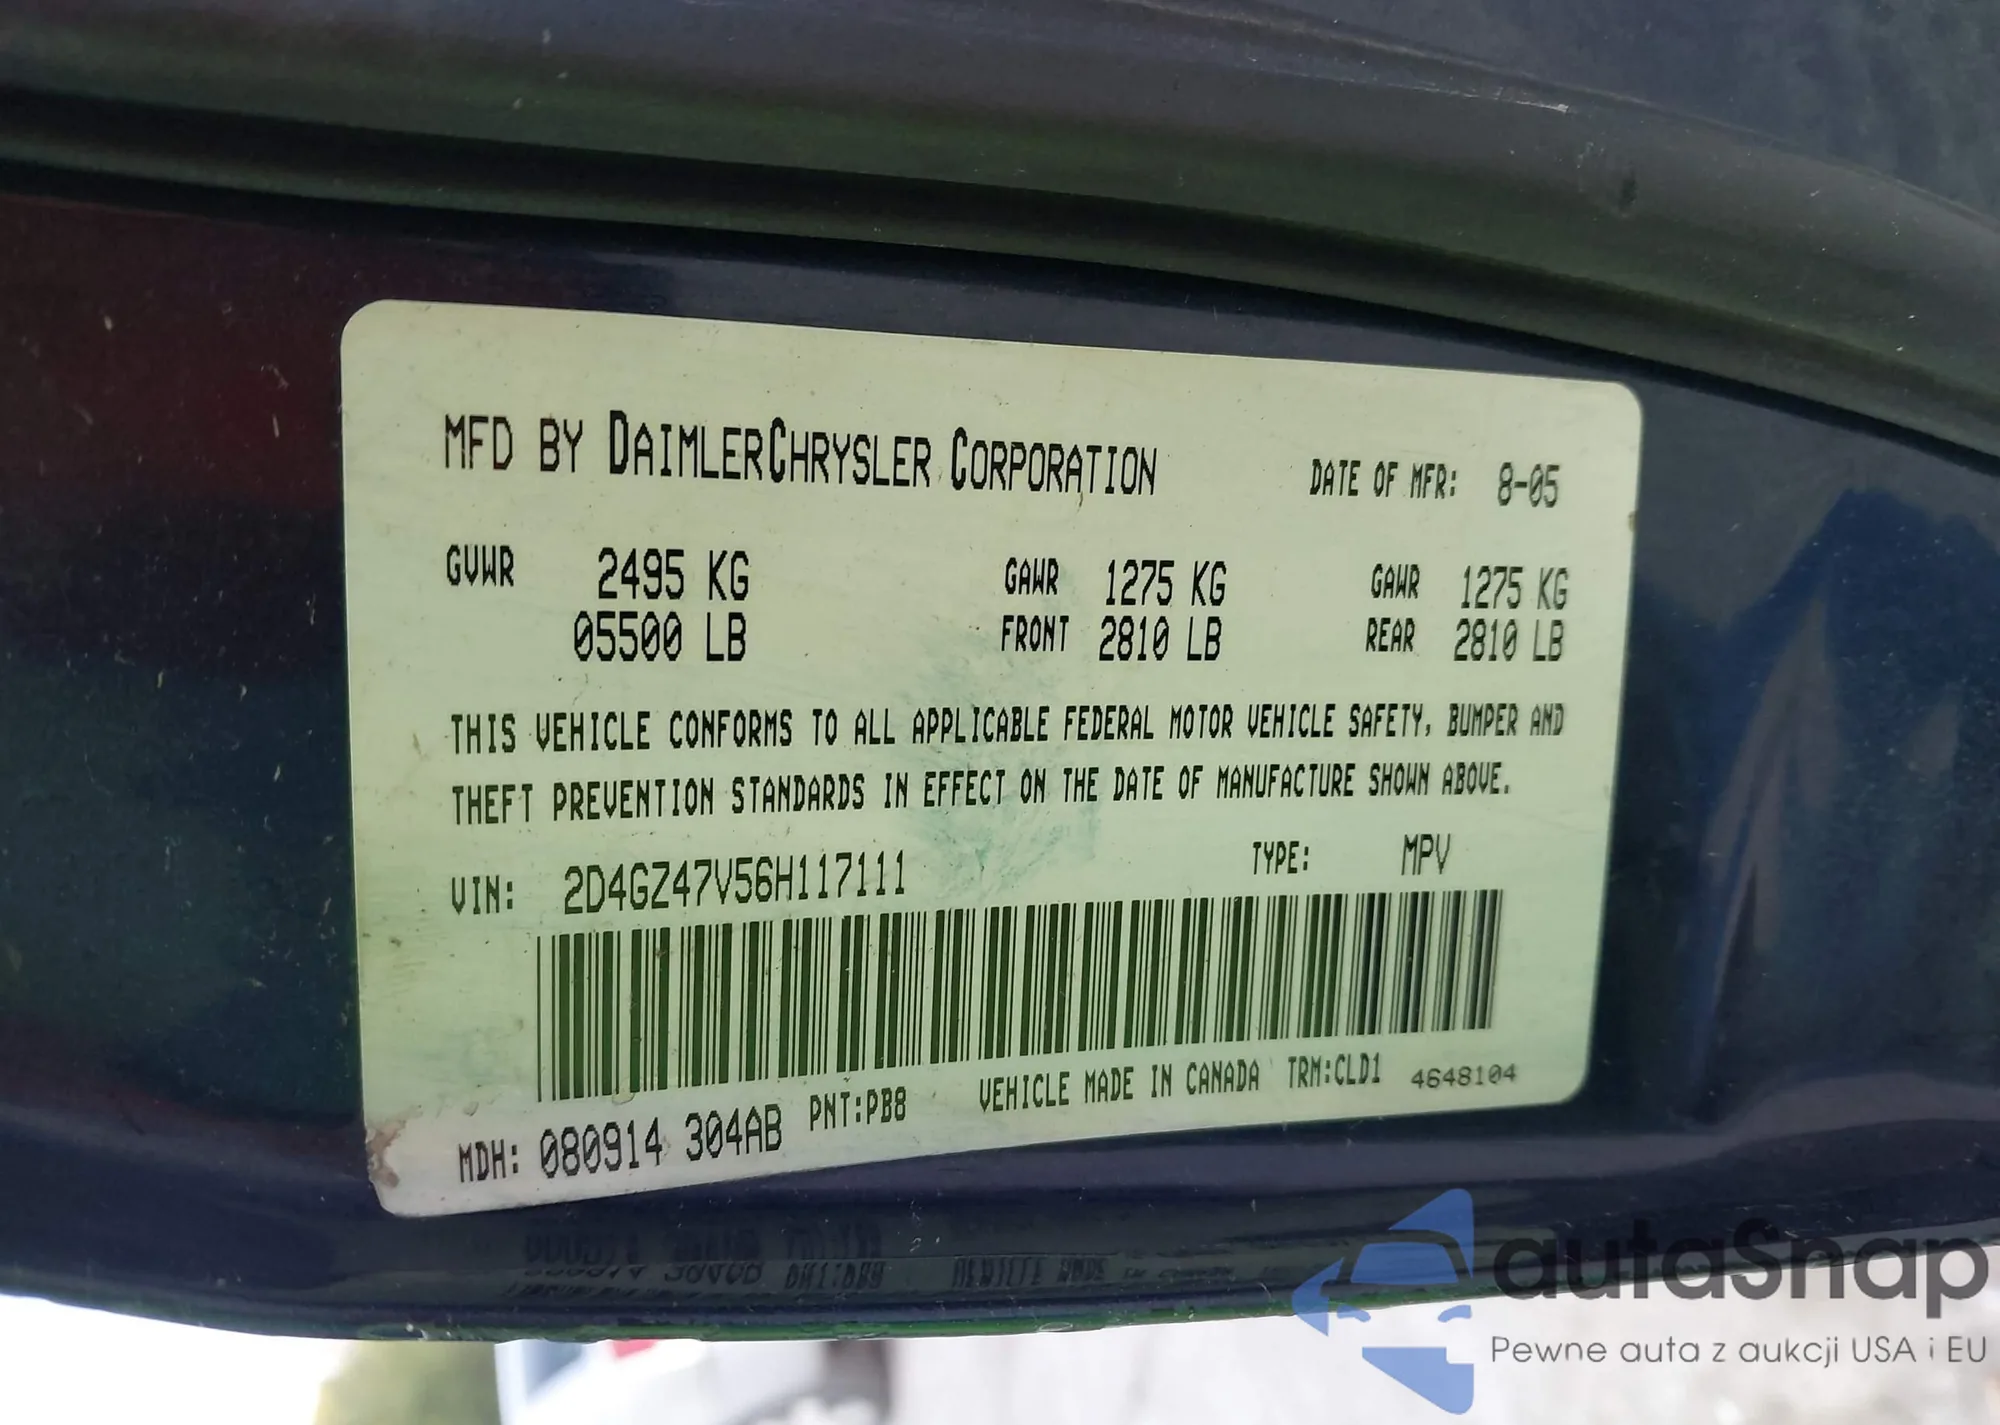 MFD BY DAIMLERCHRYSLER CORPORATION DATE OF MFR: 8-05
GVWR 2495 KG GAWR 1275 KG GAWR 1275 KG
05500 LB FRONT 2810 LB REAR 2810 LB
THIS VEHICLE CONFORMS TO ALL APPLICABLE FEDERAL MOTOR VEHICLE SAFETY, BUMPER AND
THEFT PREVENTION STANDARDS IN EFFECT ON THE DATE OF MANUFACTURE SHOWN ABOVE.
VIN: 2D4GZ47V56H117111 TYPE: MPV
MDH: 080914 304AB PNT:PB8 VEHICLE MADE IN CANADA TRM:CLD1 4648104
autaSnap
Pewne auta z aukcji USA i EU